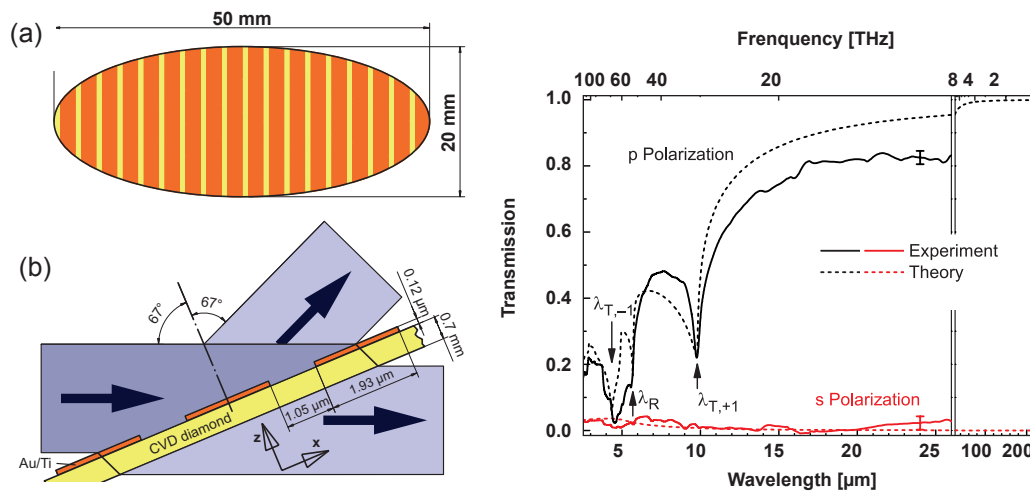 (a)
50 mm
20 mm
(b)
67°
67°
0.12 µm
0.7 mm
1.93 µm
1.05 µm
CVD diamond
z
x
Au/Ti
Frenquency [THz]
100 60 40 20 8 4 2
1.0
0.8
0.6
0.4
0.2
0.0
Transmission
p Polarization
Experiment
Theory
λT,−1
λR
λT,+1
s Polarization
5 10 15 20 25 100 200
Wavelength [µm]